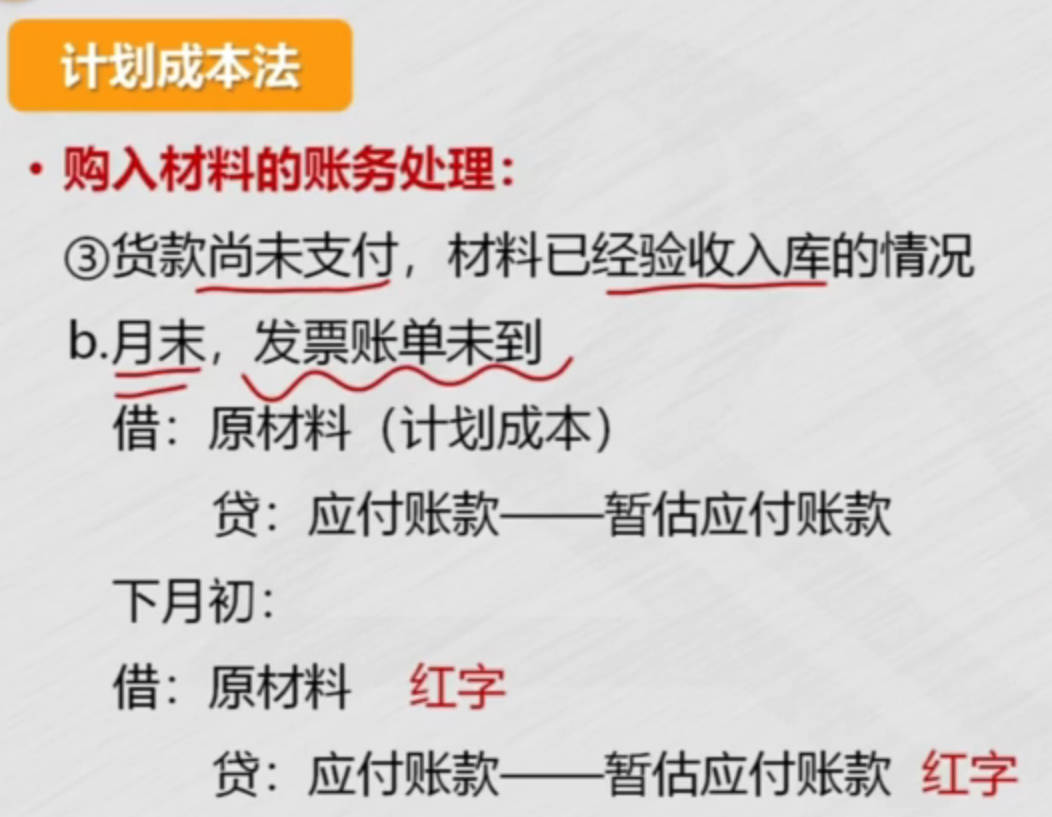 计划成本法
• 购入材料的账务处理：
③货款尚未支付，材料已经验收入库的情况
b.月末，发票账单未到
借：原材料（计划成本）
贷：应付账款——暂估应付账款
下月初：
借：原材料 红字
贷：应付账款——暂估应付账款 红字